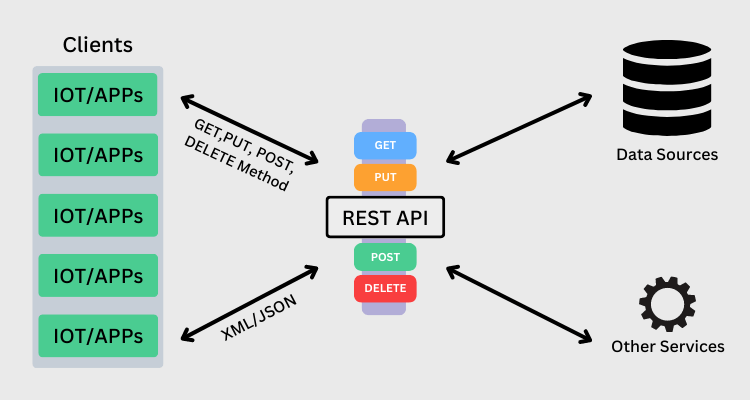 Clients
IOT/APPs
IOT/APPs
IOT/APPs
IOT/APPs
IOT/APPs
GET,PUT, POST,
DELETE Method
XML/JSON
GET
PUT
REST API
POST
DELETE
Data Sources
Other Services